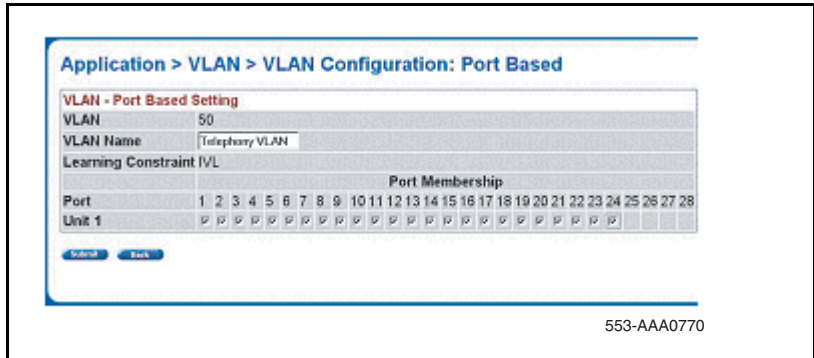 Application > VLAN > VLAN Configuration: Port Based
VLAN - Port Based Setting
VLAN 50
VLAN Name Telephony VLAN
Learning Constraint IVL
Port Membership
Port 1 2 3 4 5 6 7 8 9 10 11 12 13 14 15 16 17 18 19 20 21 22 23 24 25 26 27 28
Unit 1
Submit Back
553-AAA0770